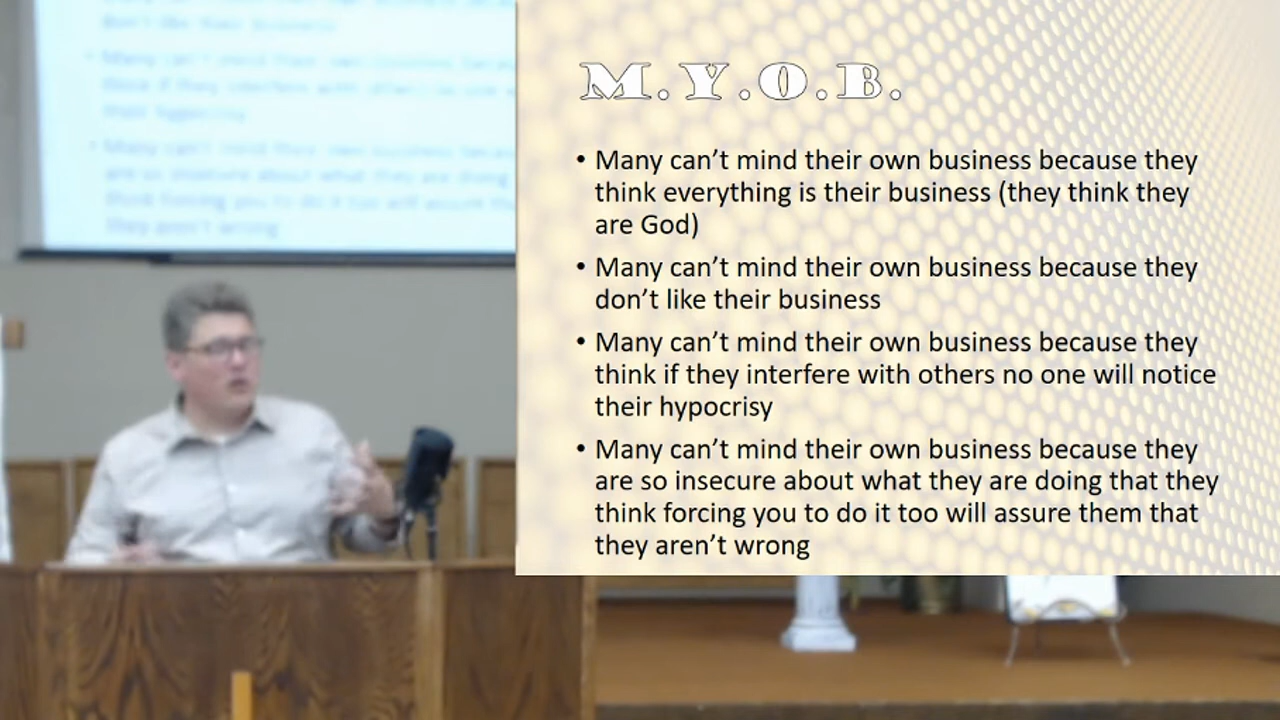 M.Y.O.B.
• Many can't mind their own business because they
think everything is their business (they think they
are God)
• Many can't mind their own business because they
don't like their business
• Many can't mind their own business because they
think if they interfere with others no one will notice
their hypocrisy
• Many can't mind their own business because they
are so insecure about what they are doing that they
think forcing you to do it too will assure them that
they aren't wrong